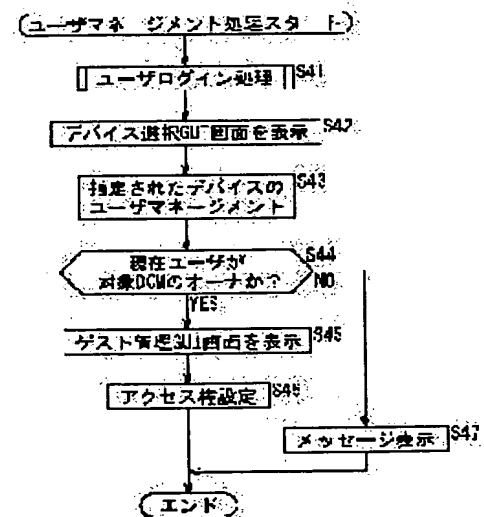 ユーザマネージメント処理スタート
ユーザログイン処理 S41
デバイス選択GUI画面を表示 S42
指定されたデバイスの S43
ユーザマネージメント
現在ユーザが S44
対象DCMのオーナか? NO
YES
ゲスト管理GUI画面を表示 S45
アクセス権設定 S46
メッセージ表示 S47
エンド